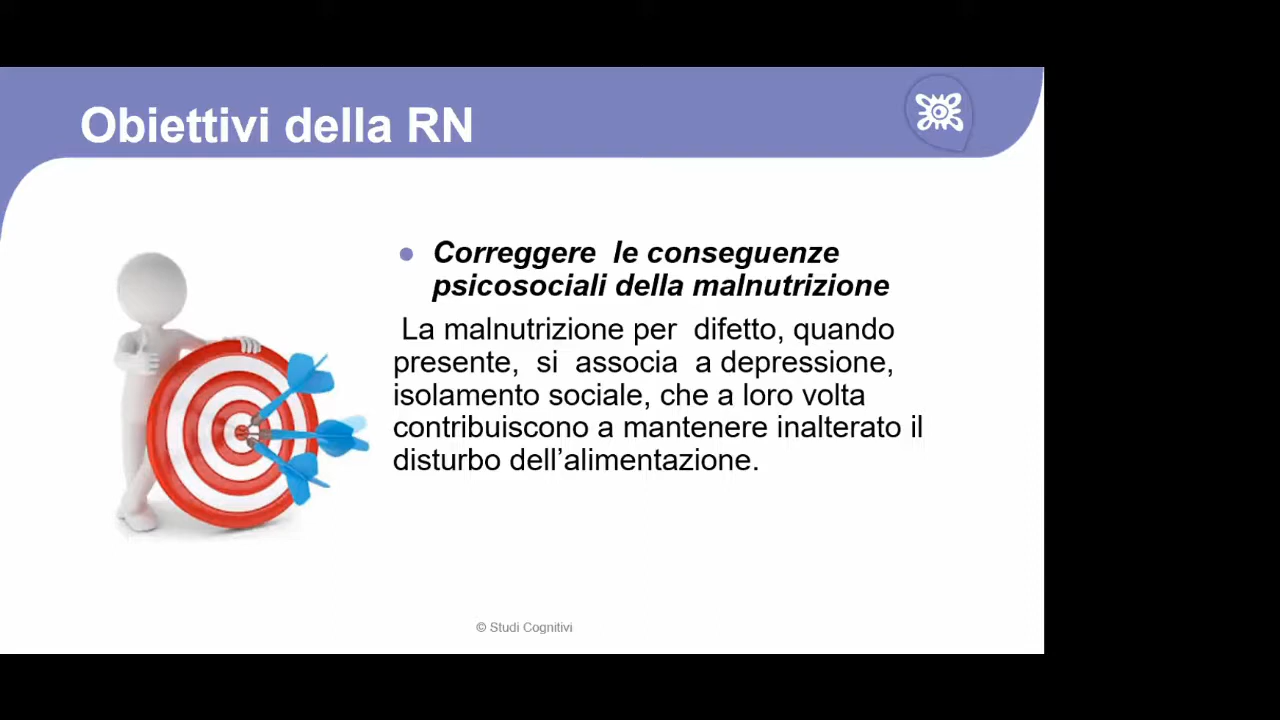 Obiettivi della RN
Correggere le conseguenze
psicosociali della malnutrizione
La malnutrizione per difetto, quando
presente, si associa a depressione,
isolamento sociale, che a loro volta
contribuiscono a mantenere inalterato il
disturbo dell’alimentazione.
© Studi Cognitivi